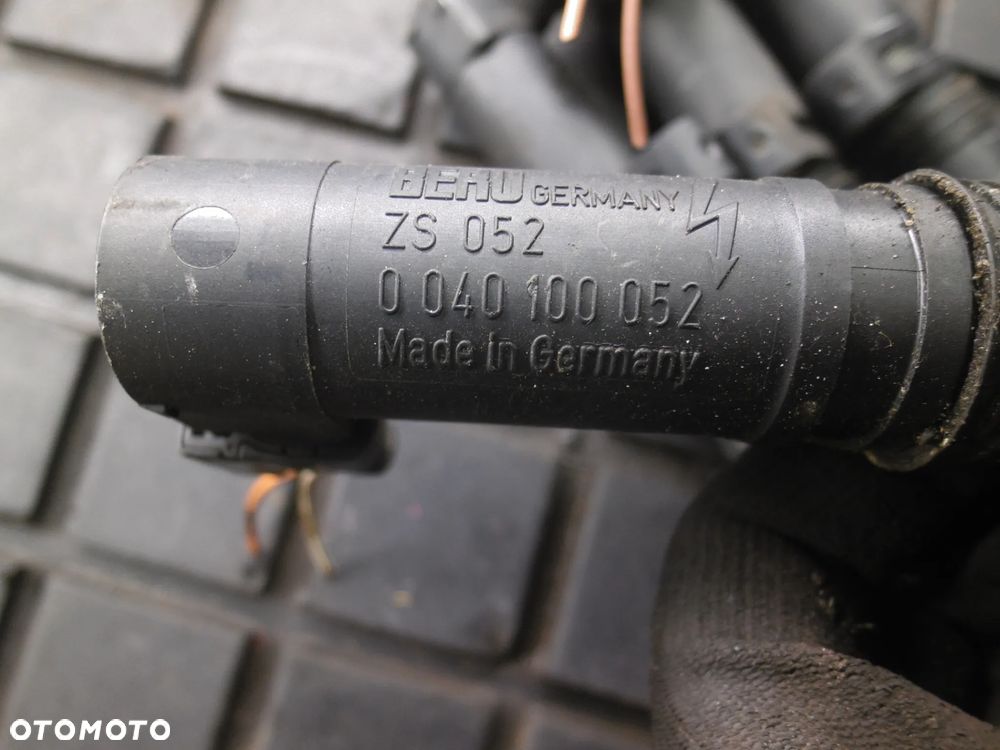 BERU GERMANY
ZS 052
0 040 100 052
Made in Germany
OTOMOTO